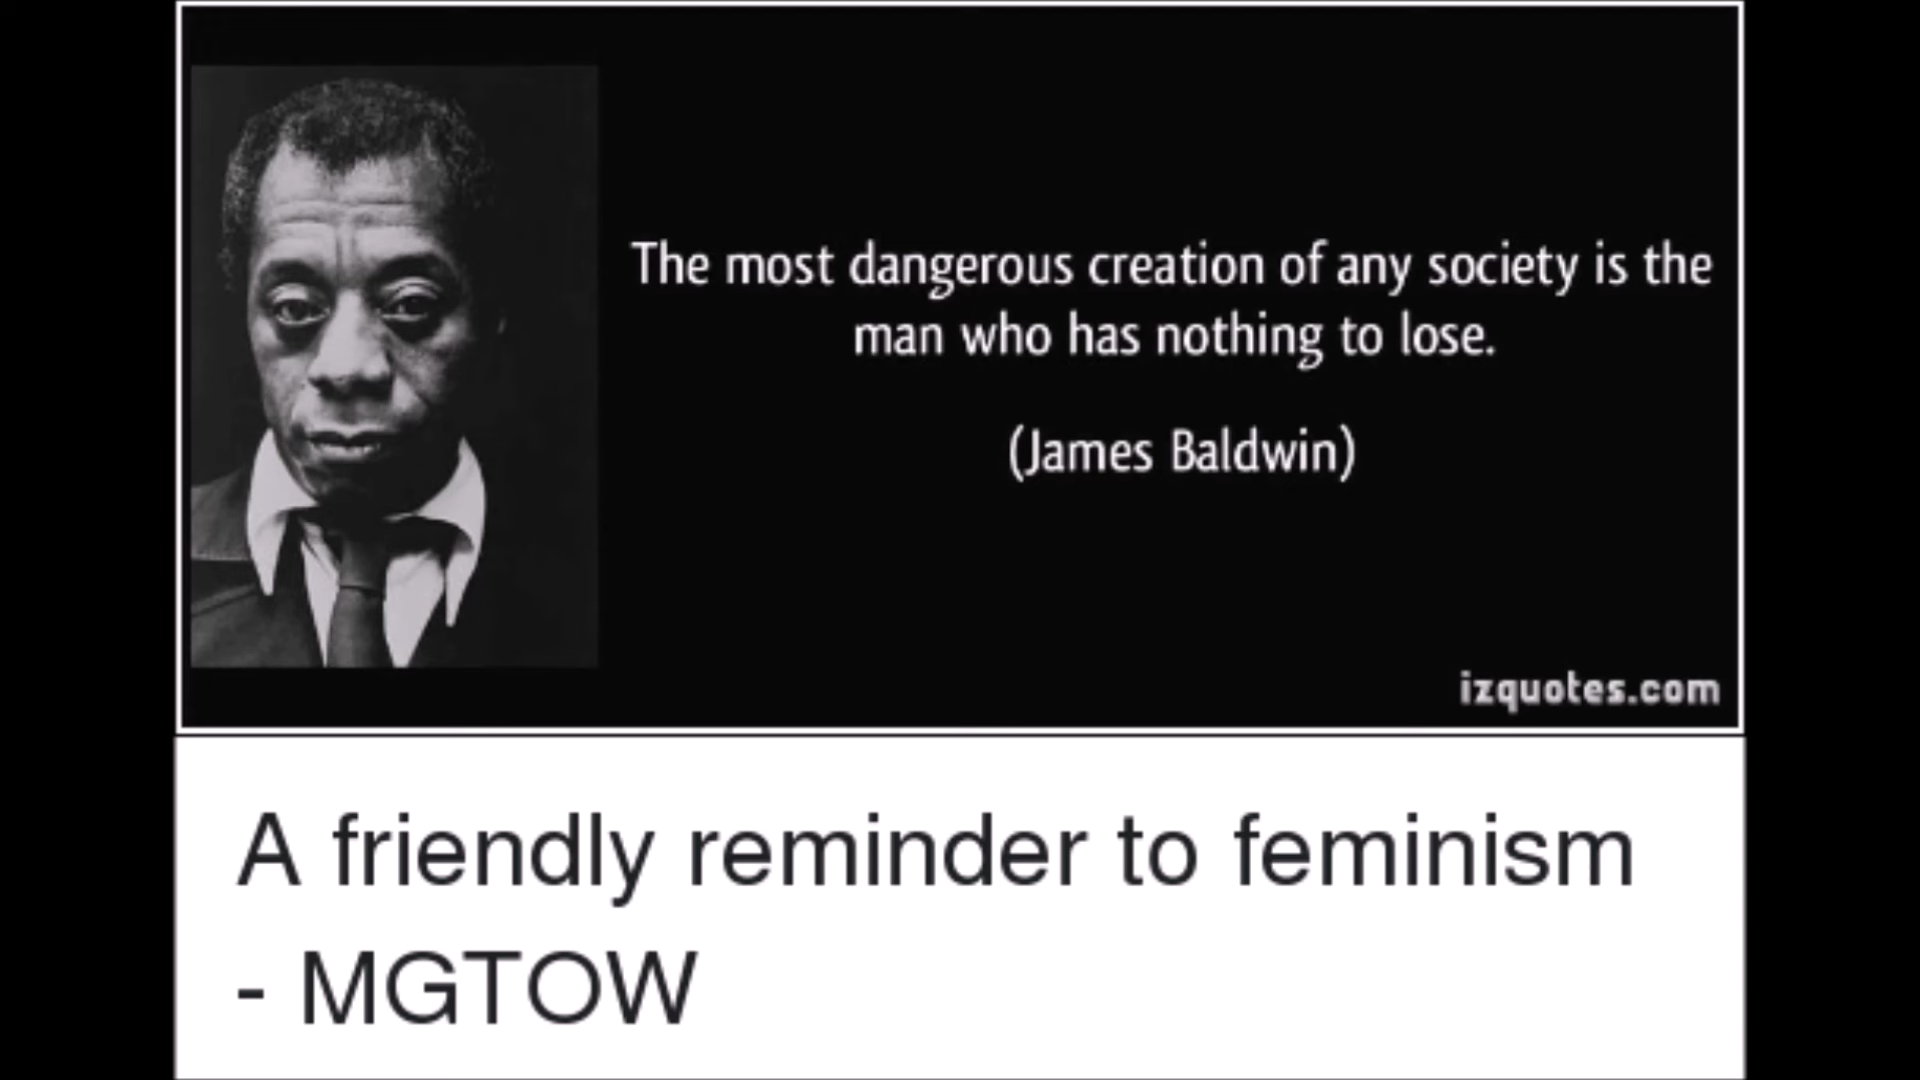 The most dangerous creation of any society is the
man who has nothing to lose.
(James Baldwin)
izquotes.com
A friendly reminder to feminism
- MGTOW